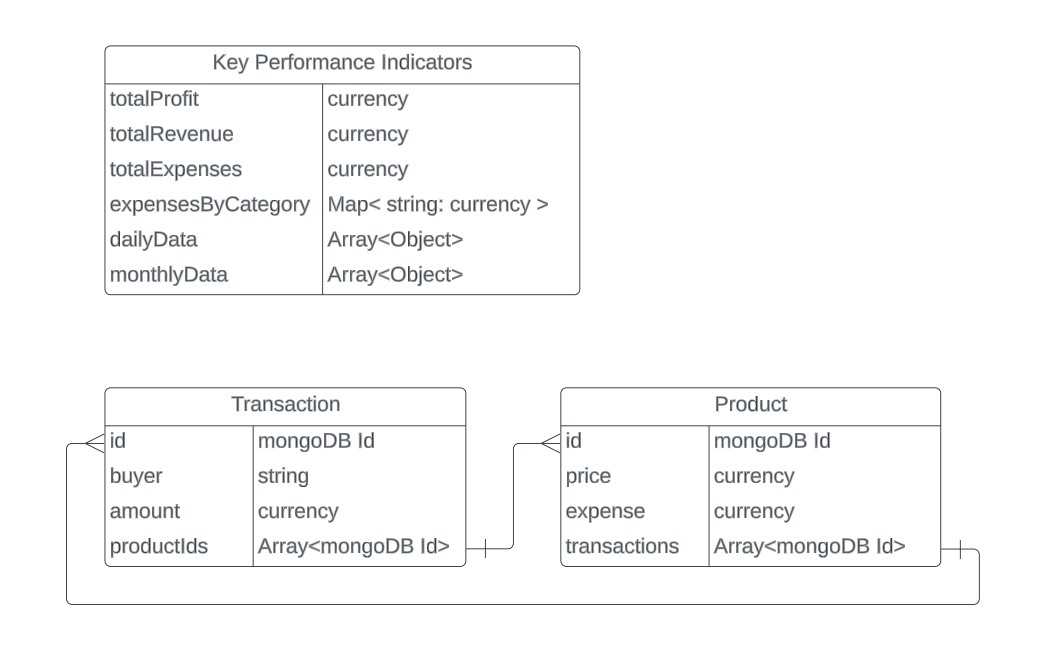 Key Performance Indicators
totalProfit currency
totalRevenue currency
totalExpenses currency
expensesByCategory Map< string: currency >
dailyData Array<Object>
monthlyData Array<Object>
Transaction
id mongoDB Id
buyer string
amount currency
productIds Array<mongoDB Id>
Product
id mongoDB Id
price currency
expense currency
transactions Array<mongoDB Id>